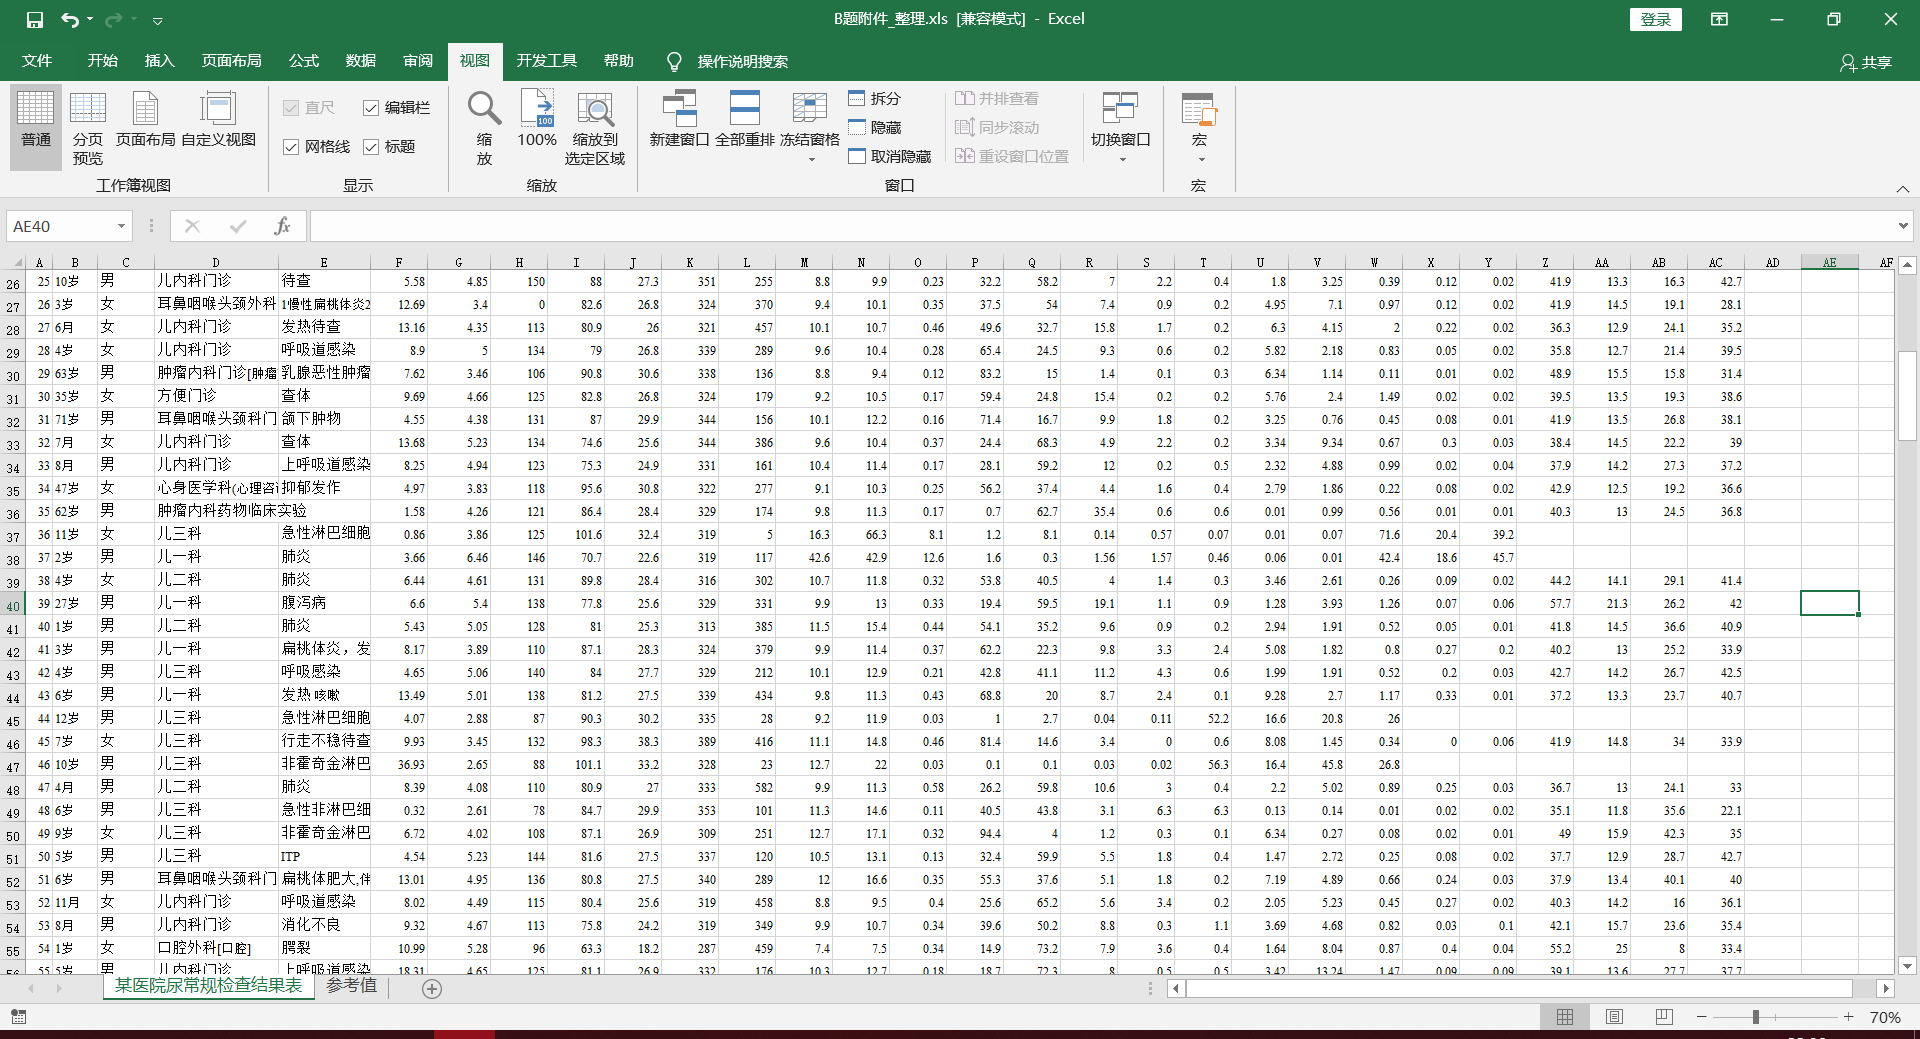 B题附件_整理.xls [兼容模式] - Excel
登录
文件 开始 插入 页面布局 公式 数据 审阅 视图 开发工具 帮助 操作说明搜索 共享
普通 分页预览 页面布局 自定义视图 直尺 编辑栏 网格线 标题 缩放 100% 缩放到选定区域 新建窗口 全部重排 冻结窗格 拆分 隐藏 取消隐藏 并排查看 同步滚动 重设窗口位置 切换窗口 宏
工作簿视图 显示 缩放 窗口 宏
AE40 fx
A B C D E F G H I J K L M N O P Q R S T U V W X Y Z AA AB AC AD AE AF
26 25 10岁 男 儿内科门诊 待查 5.58 4.85 150 88 27.3 351 255 8.8 9.9 0.23 32.2 58.2 7 2.2 0.4 1.8 3.25 0.39 0.12 0.02 41.9 13.3 16.3 42.7
27 26 3岁 女 耳鼻咽喉头颈外科 1慢性扁桃体炎2 12.69 3.4 0 82.6 26.8 324 370 9.4 10.1 0.35 37.5 54 7.4 0.9 0.2 4.95 7.1 0.97 0.12 0.02 41.9 14.5 19.1 28.1
28 27 6月 女 儿内科门诊 发热待查 13.16 4.35 113 80.9 26 321 457 10.1 10.7 0.46 49.6 32.7 15.8 1.7 0.2 6.3 4.15 2 0.22 0.02 36.3 12.9 24.1 35.2
29 28 4岁 女 儿内科门诊 呼吸道感染 8.9 5 134 79 26.8 339 289 9.6 10.4 0.28 65.4 24.5 9.3 0.6 0.2 5.82 2.18 0.83 0.05 0.02 35.8 12.7 21.4 39.5
30 29 63岁 男 肿瘤内科门诊[肿瘤 乳腺恶性肿瘤 7.62 3.46 106 90.8 30.6 338 136 8.8 9.4 0.12 83.2 15 1.4 0.1 0.3 6.34 1.14 0.11 0.01 0.02 48.9 15.5 15.8 31.4
31 30 35岁 女 方便门诊 查体 9.69 4.66 125 82.8 26.8 324 179 9.2 10.5 0.17 59.4 24.8 15.4 0.2 0.2 5.76 2.4 1.49 0.02 0.02 39.5 13.5 19.3 38.6
32 31 71岁 男 耳鼻咽喉头颈科门 颌下肿物 4.55 4.38 131 87 29.9 344 156 10.1 12.2 0.16 71.4 16.7 9.9 1.8 0.2 3.25 0.76 0.45 0.08 0.01 41.9 13.5 26.8 38.1
33 32 7月 女 儿内科门诊 查体 13.68 5.23 134 74.6 25.6 344 386 9.6 10.4 0.37 24.4 68.3 4.9 2.2 0.2 3.34 9.34 0.67 0.3 0.03 38.4 14.5 22.2 39
34 33 8月 男 儿内科门诊 上呼吸道感染 8.25 4.94 123 75.3 24.9 331 161 10.4 11.4 0.17 28.1 59.2 12 0.2 0.5 2.32 4.88 0.99 0.02 0.04 37.9 14.2 27.3 37.2
35 34 47岁 女 心身医学科(心理咨 抑郁发作 4.97 3.83 118 95.6 30.8 322 277 9.1 10.3 0.25 56.2 37.4 4.4 1.6 0.4 2.79 1.86 0.22 0.08 0.02 42.9 12.5 19.2 36.6
36 35 62岁 男 肿瘤内科药物临床实验 1.58 4.26 121 86.4 28.4 329 174 9.8 11.3 0.17 0.7 62.7 35.4 0.6 0.6 0.01 0.99 0.56 0.01 0.01 40.3 13 24.5 36.8
37 36 11岁 女 儿三科 急性淋巴细胞 0.86 3.86 125 101.6 32.4 319 5 16.3 66.3 8.1 1.2 8.1 0.14 0.57 0.07 0.01 0.07 71.6 20.4 39.2
38 37 2岁 男 儿一科 肺炎 3.66 6.46 146 70.7 22.6 319 117 42.6 42.9 12.6 1.6 0.3 1.56 1.57 0.46 0.06 0.01 42.4 18.6 45.7
39 38 4岁 女 儿二科 肺炎 6.44 4.61 131 89.8 28.4 316 302 10.7 11.8 0.32 53.8 40.5 4 1.4 0.3 3.46 2.61 0.26 0.09 0.02 44.2 14.1 29.1 41.4
40 39 27岁 男 儿一科 腹泻病 6.6 5.4 138 77.8 25.6 329 331 9.9 13 0.33 19.4 59.5 19.1 1.1 0.9 1.28 3.93 1.26 0.07 0.06 57.7 21.3 26.2 42
41 40 1岁 男 儿二科 肺炎 5.43 5.05 128 81 25.3 313 385 11.5 15.4 0.44 54.1 35.2 9.6 0.9 0.2 2.94 1.91 0.52 0.05 0.01 41.8 14.5 36.6 40.9
42 41 3岁 男 儿一科 扁桃体炎，发 8.17 3.89 110 87.1 28.3 324 379 9.9 11.4 0.37 62.2 22.3 9.8 3.3 2.4 5.08 1.82 0.8 0.27 0.2 40.2 13 25.2 33.9
43 42 4岁 男 儿三科 呼吸感染 4.65 5.06 140 84 27.7 329 212 10.1 12.9 0.21 42.8 41.1 11.2 4.3 0.6 1.99 1.91 0.52 0.2 0.03 42.7 14.2 26.7 42.5
44 43 6岁 男 儿一科 发热 咳嗽 13.49 5.01 138 81.2 27.5 339 434 9.8 11.3 0.43 68.8 20 8.7 2.4 0.1 9.28 2.7 1.17 0.33 0.01 37.2 13.3 23.7 40.7
45 44 12岁 男 儿三科 急性淋巴细胞 4.07 2.88 87 90.3 30.2 335 28 9.2 11.9 0.03 1 2.7 0.04 0.11 52.2 16.6 20.8 26
46 45 7岁 女 儿三科 行走不稳待查 9.93 3.45 132 98.3 38.3 389 416 11.1 14.8 0.46 81.4 14.6 3.4 0 0.6 8.08 1.45 0.34 0 0.06 41.9 14.8 34 33.9
47 46 10岁 男 儿三科 非霍奇金淋巴 36.93 2.65 88 101.1 33.2 328 23 12.7 22 0.03 0.1 0.1 0.03 0.02 56.3 16.4 45.8 26.8
48 47 4月 男 儿二科 肺炎 8.39 4.08 110 80.9 27 333 582 9.9 11.3 0.58 26.2 59.8 10.6 3 0.4 2.2 5.02 0.89 0.25 0.03 36.7 13 24.1 33
49 48 6岁 男 儿三科 急性非淋巴细 0.32 2.61 78 84.7 29.9 353 101 11.3 14.6 0.11 40.5 43.8 3.1 6.3 6.3 0.13 0.14 0.01 0.02 0.02 35.1 11.8 35.6 22.1
50 49 9岁 女 儿三科 非霍奇金淋巴 6.72 4.02 108 87.1 26.9 309 251 12.7 17.1 0.32 94.4 4 1.2 0.3 0.1 6.34 0.27 0.08 0.02 0.01 49 15.9 42.3 35
51 50 5岁 男 儿三科 ITP 4.54 5.23 144 81.6 27.5 337 120 10.5 13.1 0.13 32.4 59.9 5.5 1.8 0.4 1.47 2.72 0.25 0.08 0.02 37.7 12.9 28.7 42.7
52 51 6岁 男 耳鼻咽喉头颈科门 扁桃体肥大,伴 13.01 4.95 136 80.8 27.5 340 289 12 16.6 0.35 55.3 37.6 5.1 1.8 0.2 7.19 4.89 0.66 0.24 0.03 37.9 13.4 40.1 40
53 52 11月 女 儿内科门诊 呼吸道感染 8.02 4.49 115 80.4 25.6 319 458 8.8 9.5 0.4 25.6 65.2 5.6 3.4 0.2 2.05 5.23 0.45 0.27 0.02 40.3 14.2 16 36.1
54 53 8月 男 儿内科门诊 消化不良 9.32 4.67 113 75.8 24.2 319 349 9.9 10.7 0.34 39.6 50.2 8.8 0.3 1.1 3.69 4.68 0.82 0.03 0.1 42.1 15.7 23.6 35.4
55 54 1岁 女 口腔外科[口腔] 腭裂 10.99 5.28 96 63.3 18.2 287 459 7.4 7.5 0.34 14.9 73.2 7.9 3.6 0.4 1.64 8.04 0.87 0.4 0.04 55.2 25 8 33.4
56 55 5岁 男 儿内科门诊 上呼吸道感染 18.31 4.65 125 81.1 26.9 332 176 10.3 12.7 0.18 18.7 72.3 8 0.5 0.5 3.42 13.24 1.47 0.09 0.09 39.1 13.6 27.7 37.7
某医院尿常规检查结果表 参考值
70%